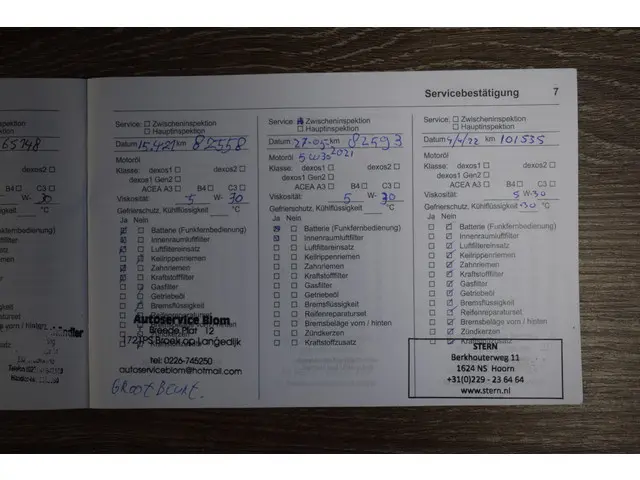 Servicebestätigung 7
65748
30
Service: Zwischeninspektion
Hauptinspektion
Datum 15.4.21 km 82558
Motoröl
Klasse: dexos1 dexos2
dexos1 Gen2
ACEA A3 B4 C3
Viskosität: 5 W- 30
Gefrierschutz, Kühlflüssigkeit °C
Ja Nein
Batterie (Funkfernbedienung)
Innenraumluftfilter
Luftfiltereinsatz
Keilrippenriemen
Zahnriemen
Kraftstofffilter
Gasfilter
Getriebeöl
Bremsflüssigkeit
Reifenreparaturset
Autoservice Blom
Breede Plat 12
1721PS Broek op Langedijk
tel: 0226-746250
autoserviceblom@hotmail.com
GROOT BEURT.
Service: Zwischeninspektion
Hauptinspektion
Datum 27-05 km 82593
2021
Motoröl 5W30
Klasse: dexos1 dexos2
dexos1 Gen2
ACEA A3 B4 C3
Viskosität: 5 W- 30
Gefrierschutz, Kühlflüssigkeit °C
Ja Nein
Batterie (Funkfernbedienung)
Innenraumluftfilter
Luftfiltereinsatz
Keilrippenriemen
Zahnriemen
Kraftstofffilter
Gasfilter
Getriebeöl
Bremsflüssigkeit
Reifenreparaturset
Bremsbeläge vorn / hinten
Zündkerzen
Kraftstoffzusatz
Service: Zwischeninspektion
Hauptinspektion
Datum 4/4/22 km 101535
Motoröl
Klasse: dexos1 dexos2
dexos1 Gen2
ACEA A3 B4 C3
Viskosität: 5 W- 30
Gefrierschutz, Kühlflüssigkeit -30 °C
Ja Nein
Batterie (Funkfernbedienung)
Innenraumluftfilter
Luftfiltereinsatz
Keilrippenriemen
Zahnriemen
Kraftstofffilter
Gasfilter
Getriebeöl
Bremsflüssigkeit
Reifenreparaturset
Bremsbeläge vorn / hinten
Zündkerzen
Kraftstoffzusatz
STERN
Berkhouterweg 11
1624 NS Hoorn
+31(0)229 - 23 64 64
www.stern.nl